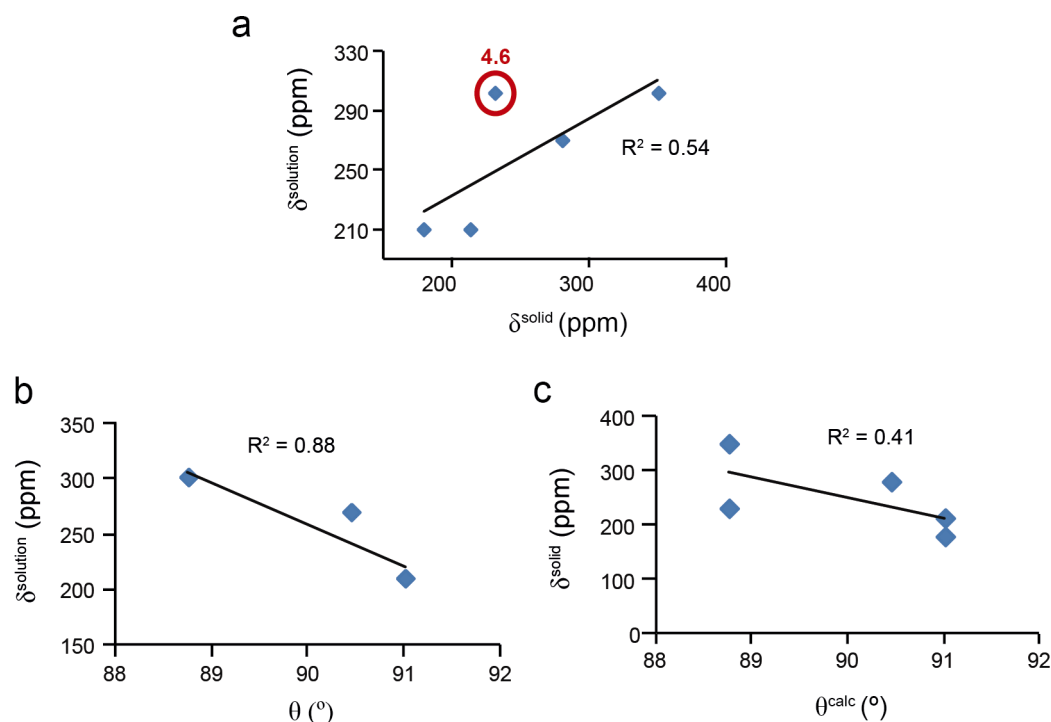 a
330
290
250
210
δsolution (ppm)
4.6
R² = 0.54
200 300 400
δsolid (ppm)
b
350
300
250
200
150
δsolution (ppm)
R² = 0.88
88 89 90 91 92
θ (º)
c
400
300
200
100
0
δsolid (ppm)
R² = 0.41
88 89 90 91 92
θcalc (º)